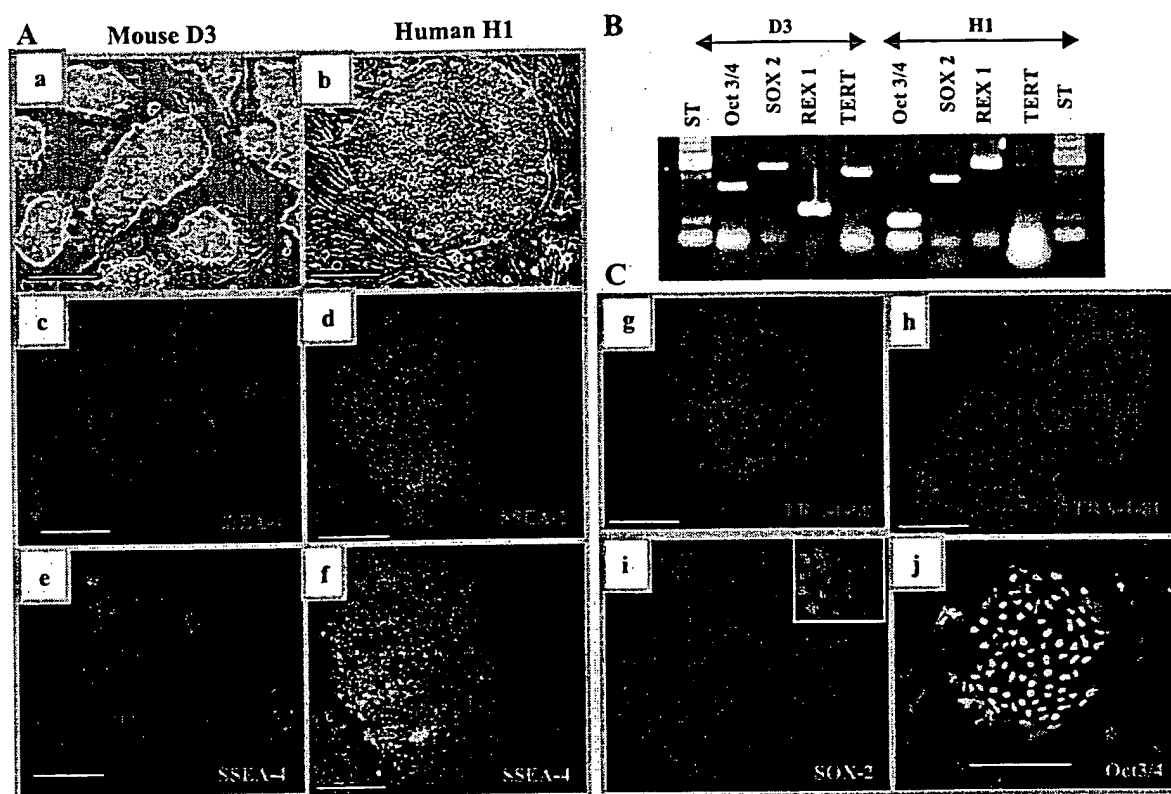 A
Mouse D3
Human H1
a
b
c
d
SSEA-3
e
SSEA-4
f
SSEA-4
B
D3
H1
ST
Oct 3/4
SOX 2
REX 1
TERT
Oct 3/4
SOX 2
REX 1
TERT
ST
C
g
h
TRA-1-81
i
SOX-2
j
Oct3/4